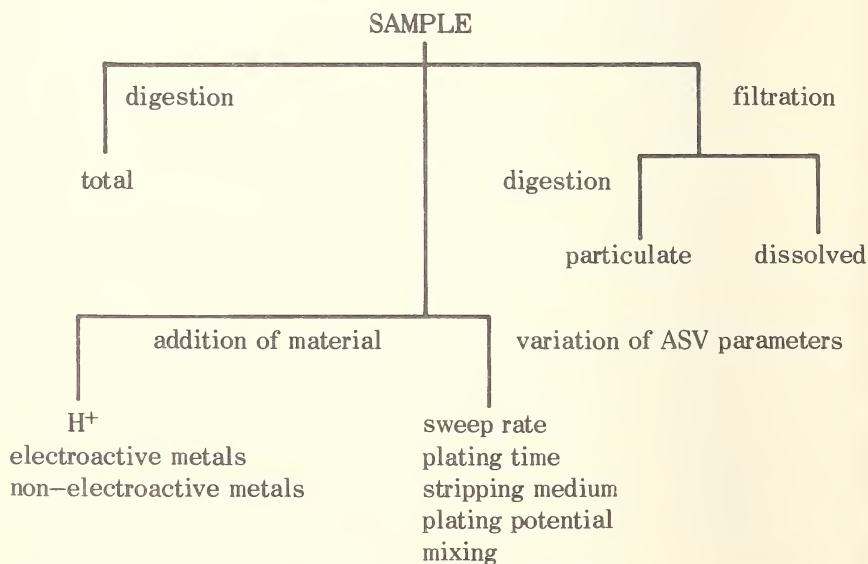 SAMPLE
digestion
filtration
total
digestion
particulate
dissolved
addition of material
variation of ASV parameters
H+
electroactive metals
non-electroactive metals
sweep rate
plating time
stripping medium
plating potential
mixing